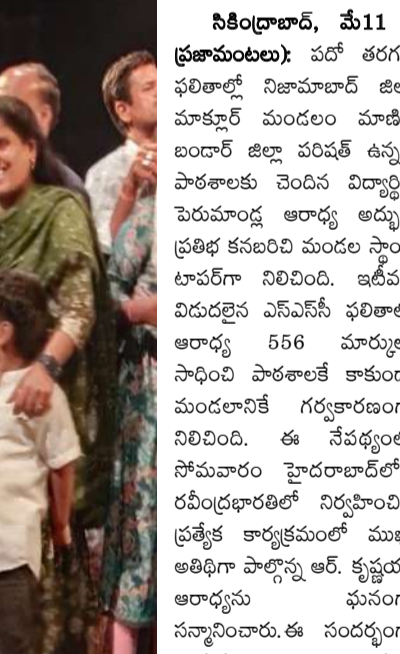 సికింద్రాబాద్, మే11
(ప్రజామంటలు): పదో తరగ
ఫలితాల్లో నిజామాబాద్ జిల
మాక్లూర్ మండలం మాణి
బండార్ జిల్లా పరిషత్ ఉన్న
పాఠశాలకు చెందిన విద్యార్థి
పెరుమాండ్ల ఆరాధ్య అద్భు
ప్రతిభ కనబరిచి మండల స్థాం
టాపర్‌గా నిలిచింది. ఇటీవ
విడుదలైన ఎస్ఎస్‌సీ ఫలితాల
ఆరాధ్య 556 మార్కుల
సాధించి పాఠశాలకే కాకుండ
మండలానికే గర్వకారణంగ
నిలిచింది. ఈ నేపథ్యంల
సోమవారం హైదరాబాద్‌లో
రవీంద్రభారతిలో నిర్వహించి
ప్రత్యేక కార్యక్రమంలో ముఖ
అతిథిగా పాల్గొన్న ఆర్. కృష్ణయ
ఆరాధ్యను ఘనంగ
సన్మానించారు.ఈ సందర్భంగ